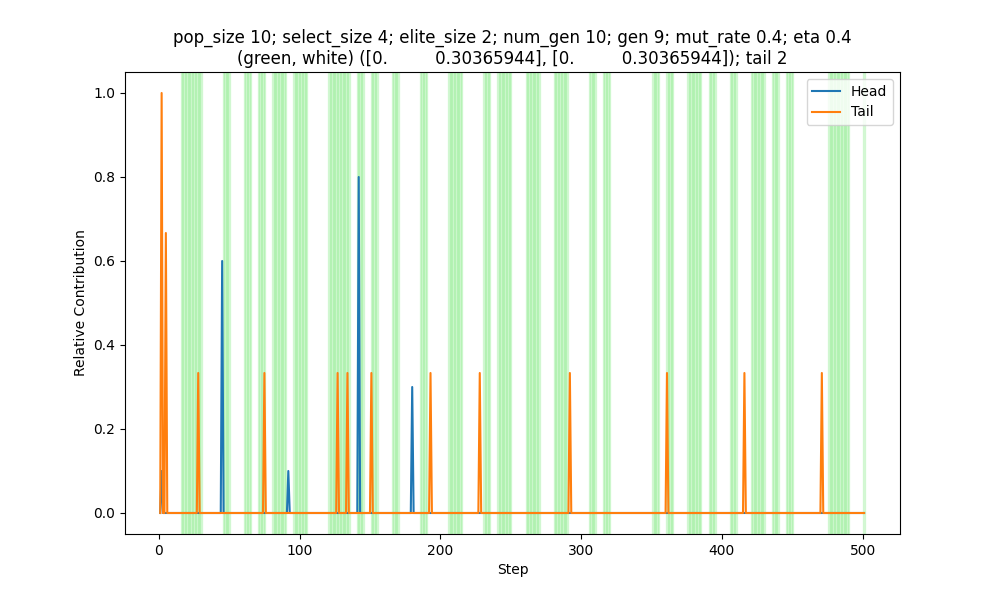 pop_size 10; select_size 4; elite_size 2; num_gen 10; gen 9; mut_rate 0.4; eta 0.4
(green, white) ([0.          0.30365944], [0.          0.30365944]); tail 2
Head
Tail
Relative Contribution
1.0
0.8
0.6
0.4
0.2
0.0
0
100
200
300
400
500
Step